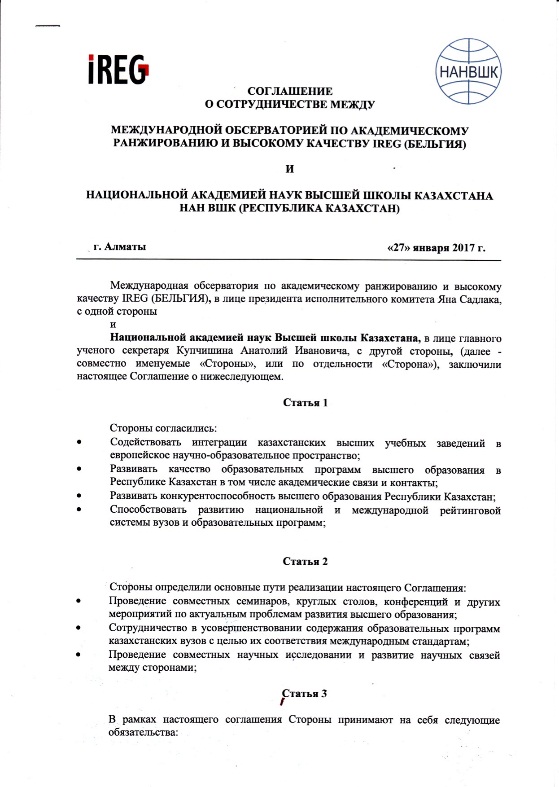 iREG
НАНВШК
СОГЛАШЕНИЕ
О СОТРУДНИЧЕСТВЕ МЕЖДУ
МЕЖДУНАРОДНОЙ ОБСЕРВАТОРИЕЙ ПО АКАДЕМИЧЕСКОМУ
РАНЖИРОВАНИЮ И ВЫСОКОМУ КАЧЕСТВУ IREG (БЕЛЬГИЯ)
И
НАЦИОНАЛЬНОЙ АКАДЕМИЕЙ НАУК ВЫСШЕЙ ШКОЛЫ КАЗАХСТАНА
НАН ВШК (РЕСПУБЛИКА КАЗАХСТАН)
г. Алматы «27» января 2017 г.
Международная обсерватория по академическому ранжированию и высокому
качеству IREG (БЕЛЬГИЯ), в лице президента исполнительного комитета Яна Садлака,
с одной стороны
и
Национальной академией наук Высшей школы Казахстана, в лице главного
ученого секретаря Купчишина Анатолий Ивановича, с другой стороны, (далее -
совместно именуемые «Стороны», или по отдельности «Сторона»), заключили
настоящее Соглашение о нижеследующем.
Статья 1
Стороны согласились:
• Содействовать интеграции казахстанских высших учебных заведений в
европейское научно-образовательное пространство;
• Развивать качество образовательных программ высшего образования в
Республике Казахстан в том числе академические связи и контакты;
• Развивать конкурентоспособность высшего образования Республики Казахстан;
• Способствовать развитию национальной и международной рейтинговой
системы вузов и образовательных программ;
Статья 2
Стороны определили основные пути реализации настоящего Соглашения:
• Проведение совместных семинаров, круглых столов, конференций и других
мероприятий по актуальным проблемам развития высшего образования;
• Сотрудничество в усовершенствовании содержания образовательных программ
казахстанских вузов с целью их соответствия международным стандартам;
• Проведение совместных научных исследовании и развитие научных связей
между сторонами;
Статья 3
В рамках настоящего соглашения Стороны принимают на себя следующие
обязательства: